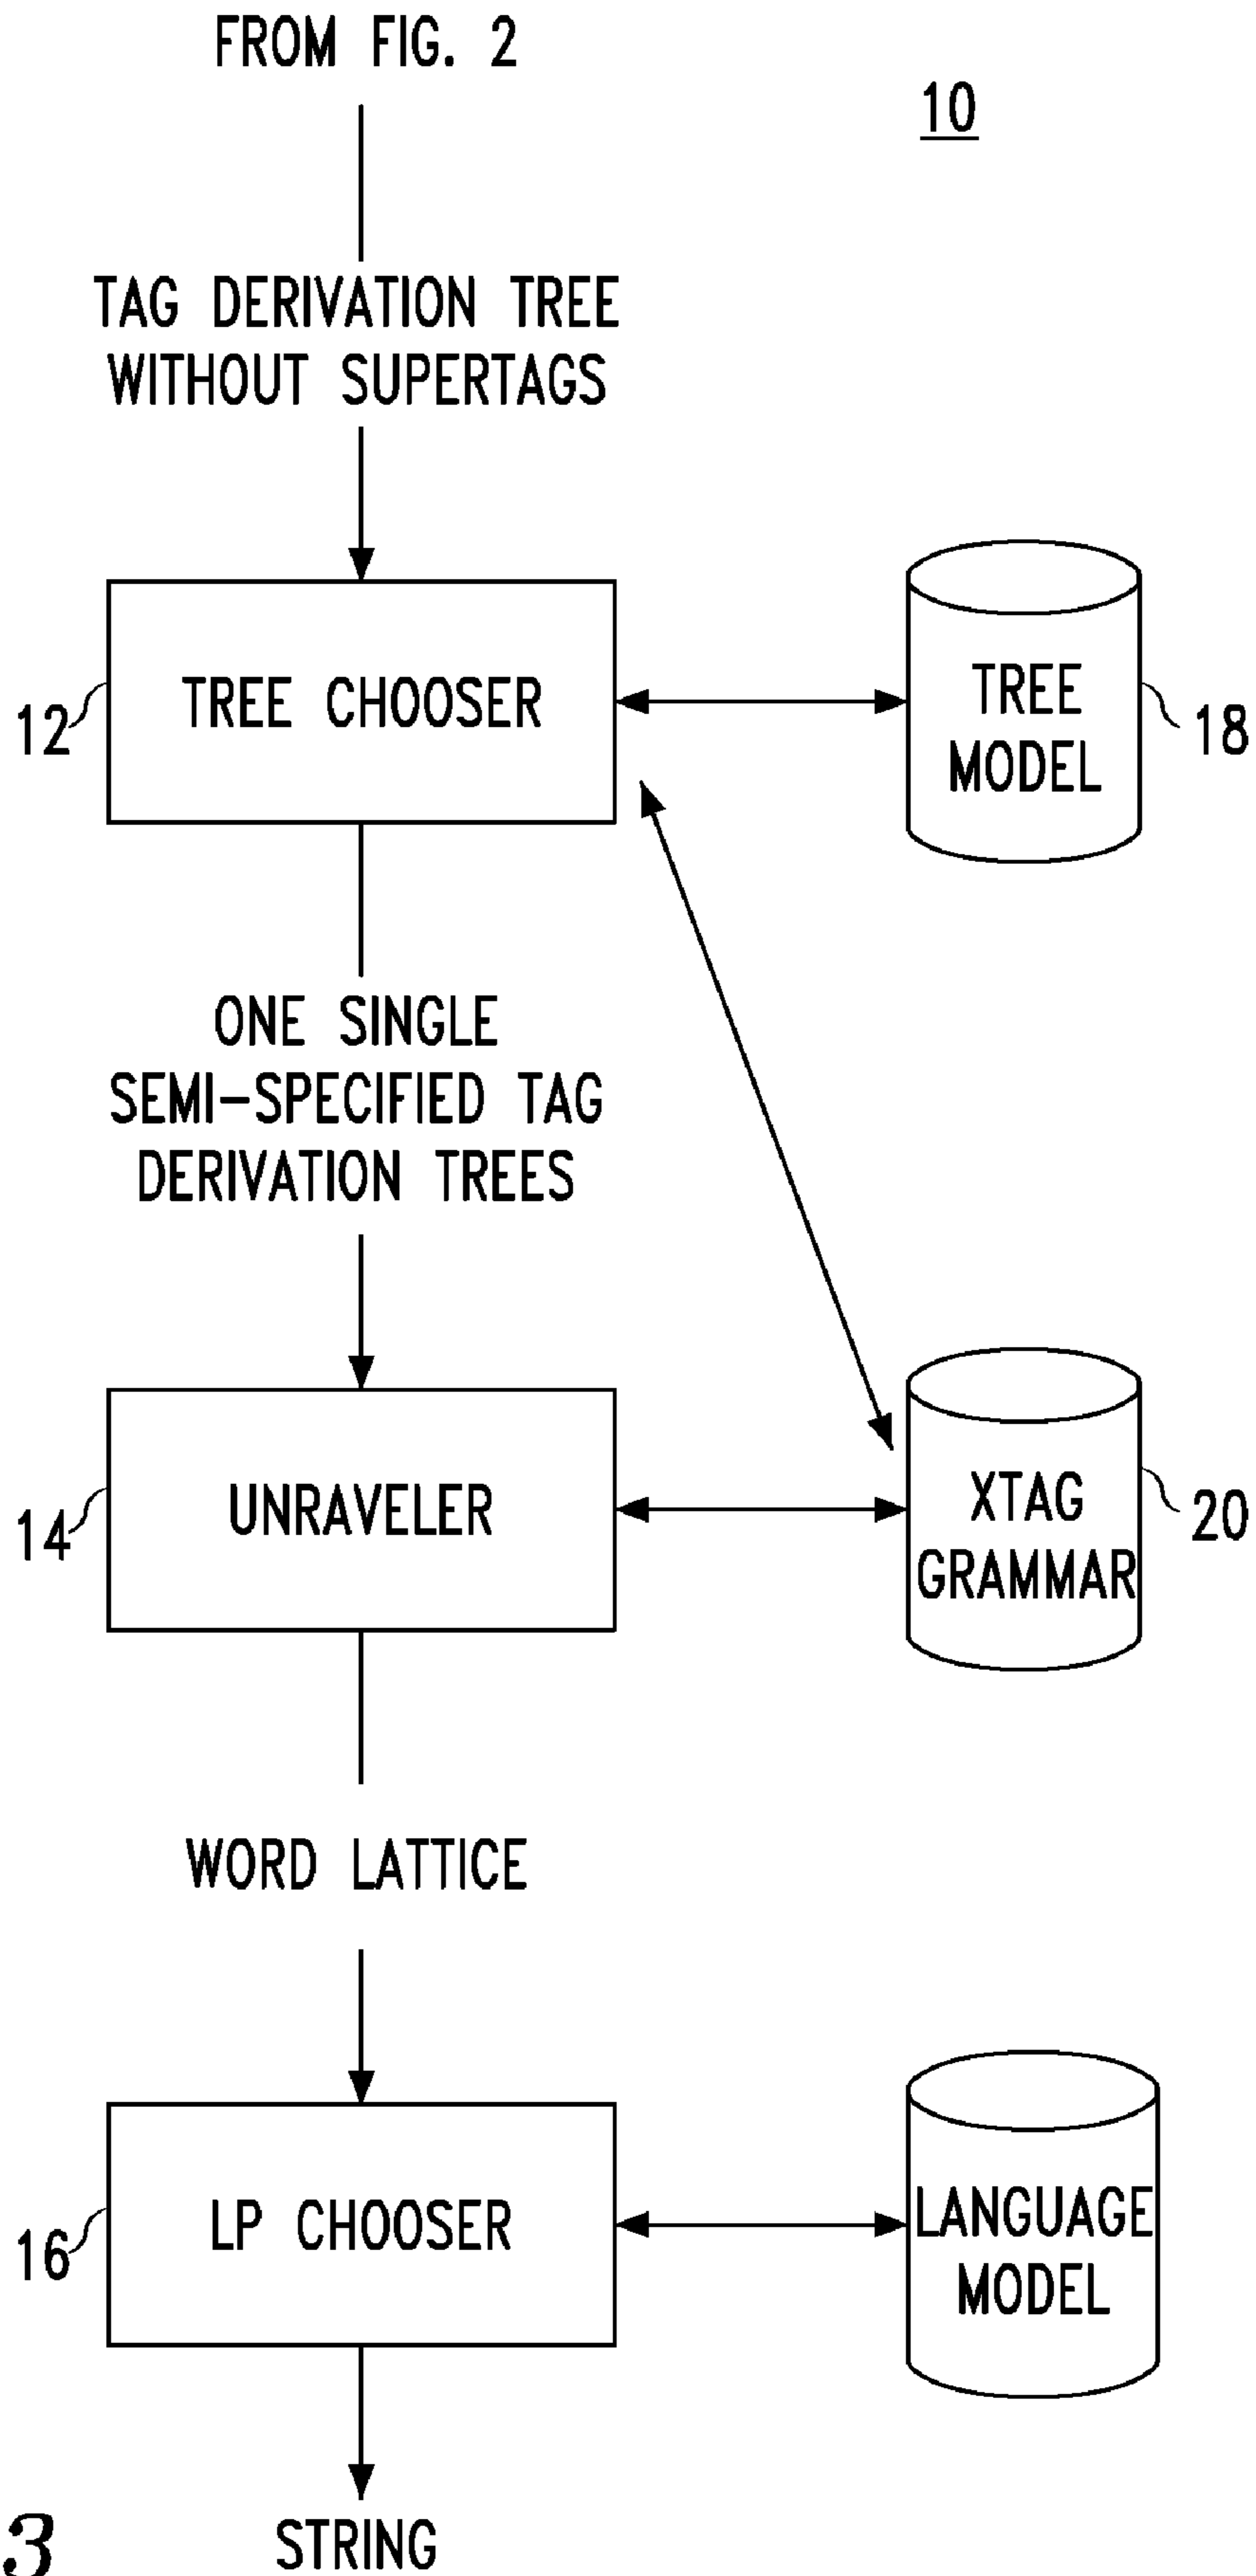 FROM FIG. 2
10
TAG DERIVATION TREE
WITHOUT SUPERTAGS
12
TREE CHOOSER
TREE
MODEL
18
ONE SINGLE
SEMI-SPECIFIED TAG
DERIVATION TREES
14
UNRAVELER
XTAG
GRAMMAR
20
WORD LATTICE
16
LP CHOOSER
LANGUAGE
MODEL
3
STRING